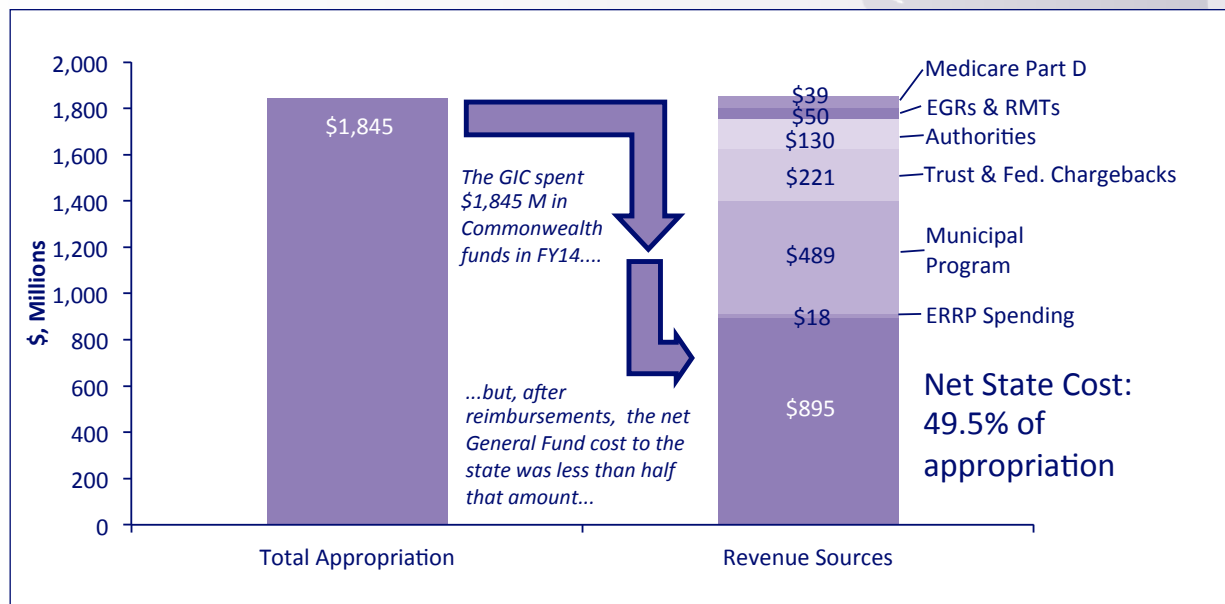 2,000
1,800
1,600
1,400
1,200
1,000
800
600
400
200
0
$, Millions
$1,845
The GIC spent
$1,845 M in
Commonwealth
funds in FY14....
...but, after
reimbursements, the net
General Fund cost to the
state was less than half
that amount...
$39
$50
$130
$221
$489
$18
$895
Medicare Part D
EGRs & RMTs
Authorities
Trust & Fed. Chargebacks
Municipal
Program
ERRP Spending
Net State Cost:
49.5% of
appropriation
Total Appropriation
Revenue Sources